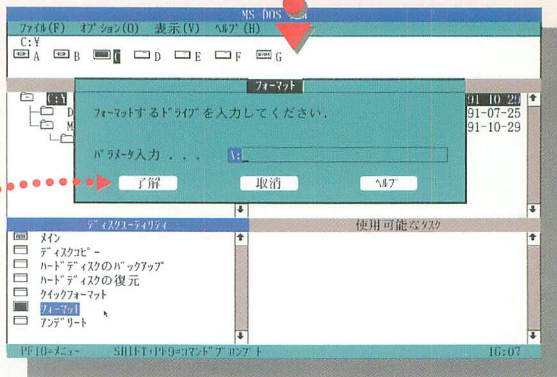 MS-DOS
ファイル(F) オプション(O) 表示(V) ヘルプ(H)
C:¥
A B C D E F G
フォーマット
C:¥
91-10-29
D
91-07-25
M
91-10-29
フォーマットするドライブを入力してください.
パラメータ入力 . . . A:
了解 取消 ヘルプ
ディスクユーティリティ 使用可能なタスク
メイン
ディスクコピー
ハードディスクのバックアップ
ハードディスクの復元
クイックフォーマット
フォーマット
アンデリート
PF10=メニュー SHIFT+PF9=コマンドプロンプト 16:07